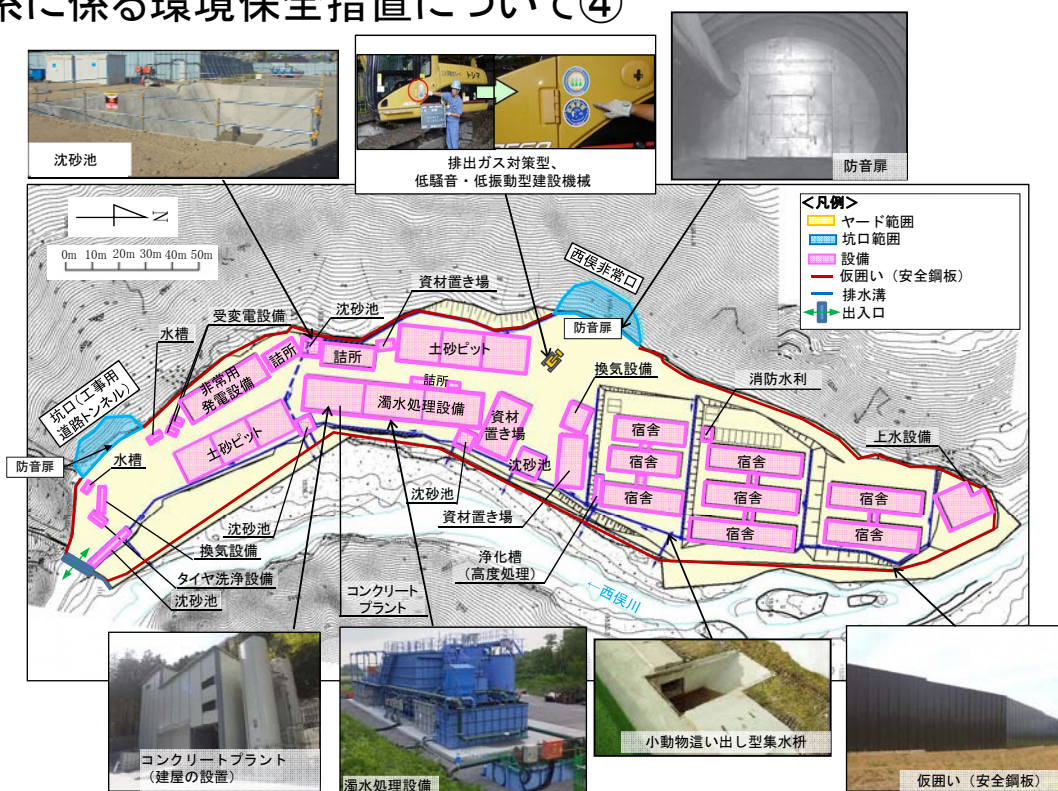 系に係る環境保全措置について④
沈砂池
排出ガス対策型、
低騒音・低振動型建設機械
防音扉
N
0m 10m 20m 30m 40m 50m
＜凡例＞
ヤード範囲
坑口範囲
設備
仮囲い（安全鋼板）
排水溝
出入口
西俣非常口
防音扉
資材置き場
沈砂池
受変電設備
水槽
詰所
詰所
土砂ピット
非常用
発電設備
詰所
濁水処理設備
換気設備
消防水利
坑口（工事用
道路トンネル）
土砂ピット
資材
置き場
宿舎
宿舎
宿舎
宿舎
宿舎
宿舎
宿舎
宿舎
宿舎
上水設備
防音扉
水槽
沈砂池
沈砂池
沈砂池
資材置き場
換気設備
タイヤ洗浄設備
沈砂池
コンクリート
プラント
浄化槽
（高度処理）
←西俣川
コンクリートプラント
（建屋の設置）
濁水処理設備
小動物這い出し型集水枡
仮囲い（安全鋼板）